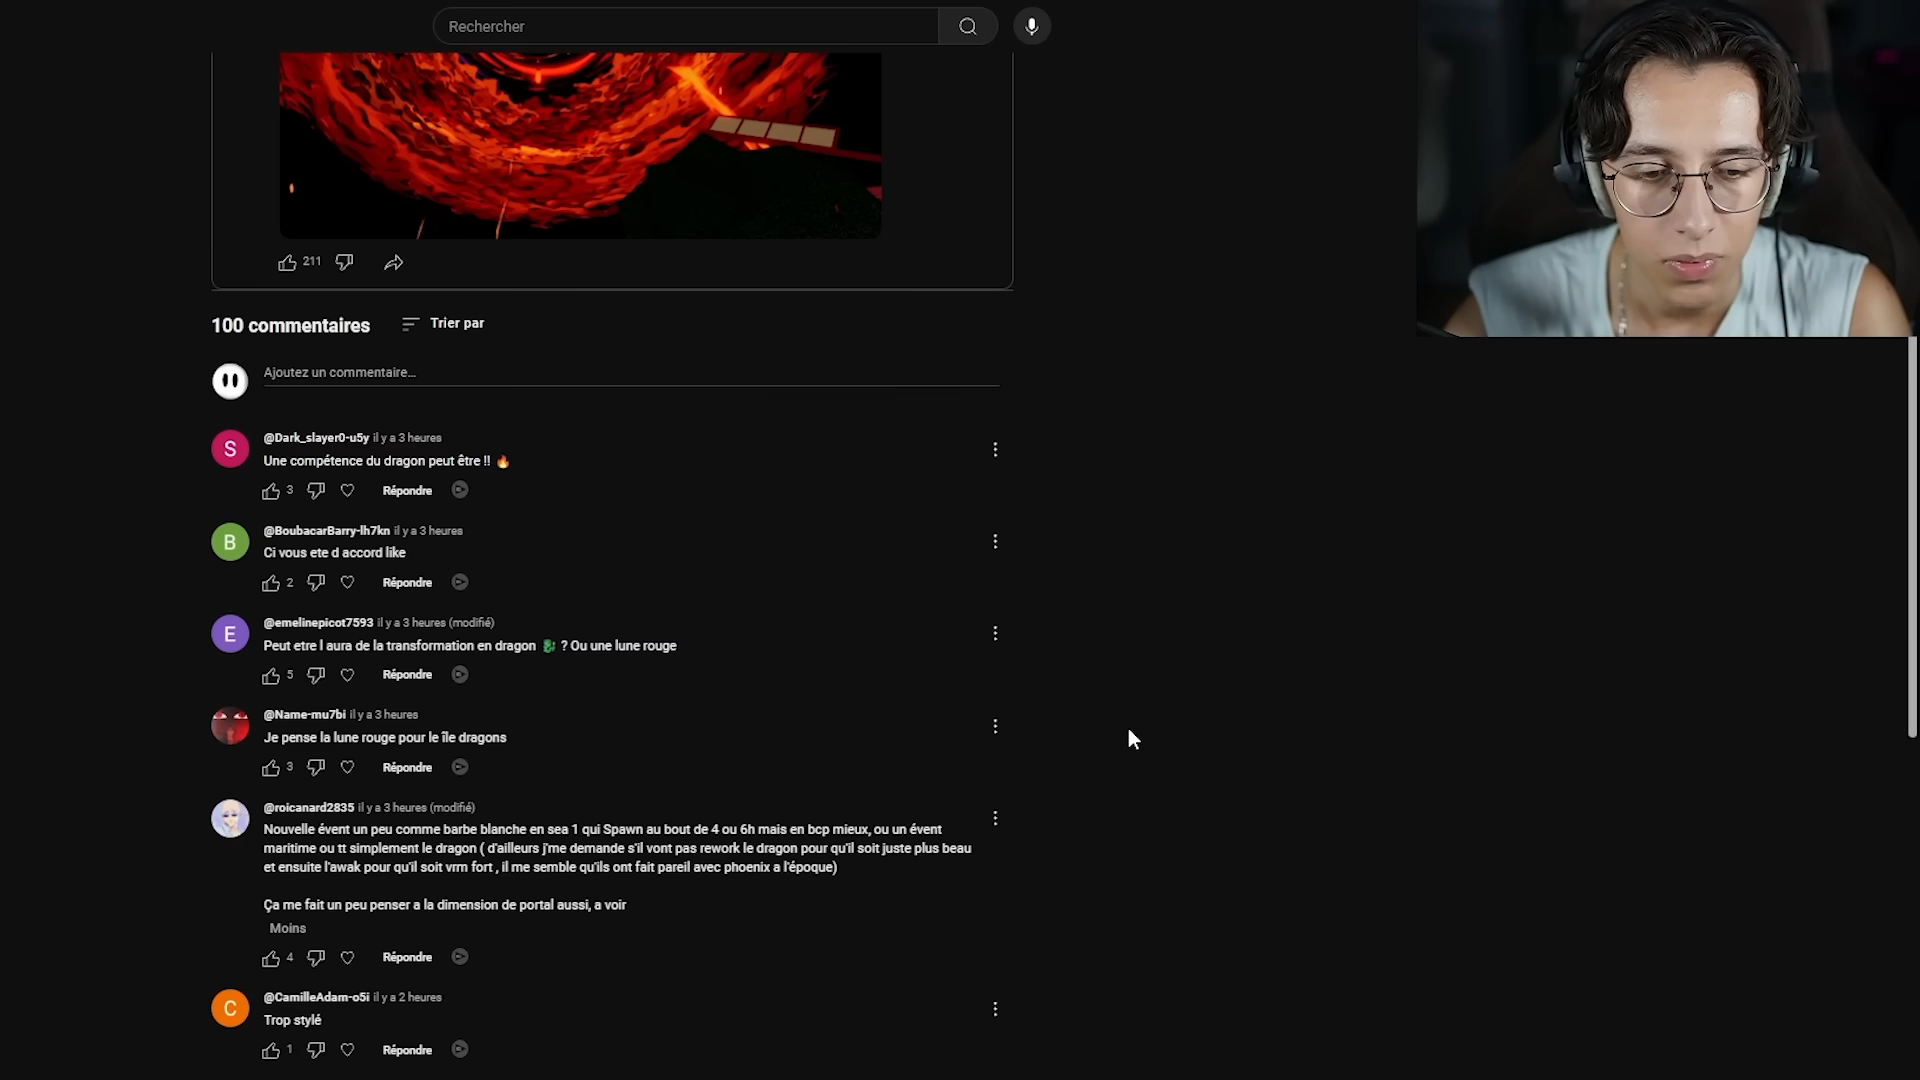 Rechercher
211
100 commentaires
Trier par
Ajoutez un commentaire...
S
@Dark_slayer0-u5y il y a 3 heures
Une compétence du dragon peut être !! 🔥
3
Répondre
B
@BoubacarBarry-lh7kn il y a 3 heures
Ci vous ete d accord like
2
Répondre
E
@emelinepicot7593 il y a 3 heures (modifié)
Peut etre l aura de la transformation en dragon 🐉 ? Ou une lune rouge
5
Répondre
@Name-mu7bi il y a 3 heures
Je pense la lune rouge pour le île dragons
3
Répondre
@roicanard2835 il y a 3 heures (modifié)
Nouvelle évent un peu comme barbe blanche en sea 1 qui Spawn au bout de 4 ou 6h mais en bcp mieux, ou un évent
maritime ou tt simplement le dragon ( d'ailleurs j'me demande s'il vont pas rework le dragon pour qu'il soit juste plus beau
et ensuite l'awak pour qu'il soit vrm fort , il me semble qu'ils ont fait pareil avec phoenix a l'époque)
Ça me fait un peu penser a la dimension de portal aussi, a voir
Moins
4
Répondre
C
@CamilleAdam-o5i il y a 2 heures
Trop stylé
1
Répondre